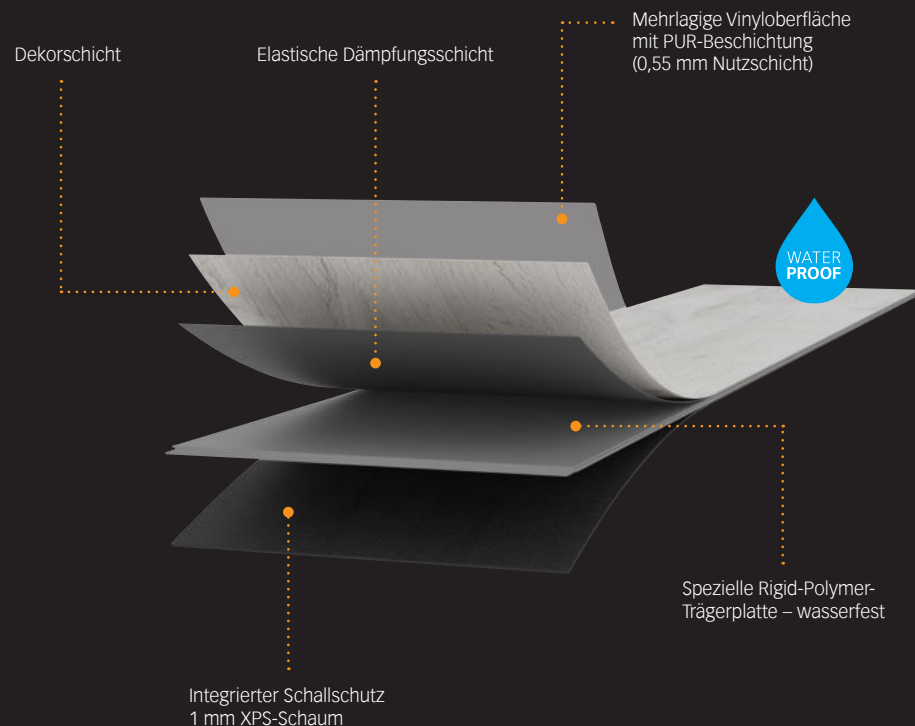 Mehrlagige Vinyloberfläche
mit PUR-Beschichtung
(0,55 mm Nutzschicht)
Dekorschicht
Elastische Dämpfungsschicht
WATER
PROOF
Spezielle Rigid-Polymer-
Trägerplatte – wasserfest
Integrierter Schallschutz
1 mm XPS-Schaum